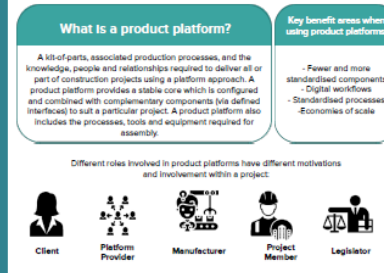 What is a product platform?
A kit-of-parts, associated production processes, and the
knowledge, people and relationships required to deliver all or
part of construction projects using a platform approach. A
product platform provides a stable core which is configured
and combined with complementary components (via defined
interfaces) to suit a particular project. A product platform also
includes the processes, tools and equipment required for
assembly.
Key benefit areas when
using product platforms
- Fewer and more
standardised components
- Digital workflows
- Standardised processes
-Economies of scale
Different roles involved in product platforms have different motivations
and involvement within a project:
Client
Platform
Provider
Manufacturer
Project
Member
Legislator